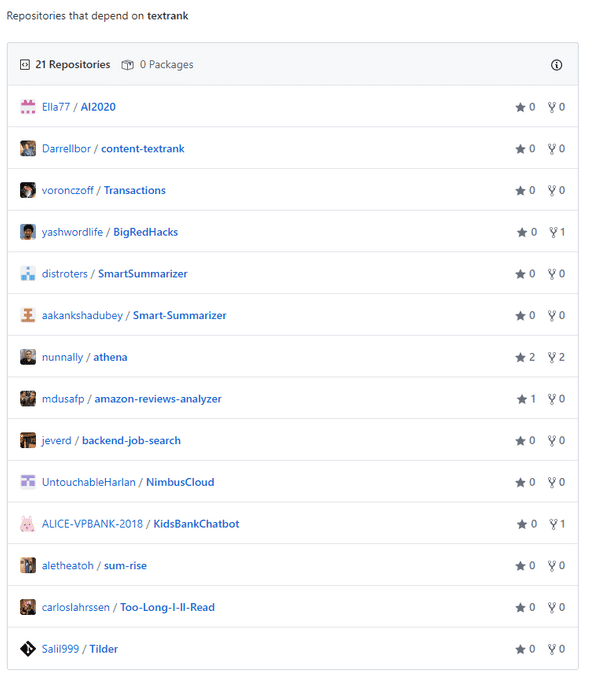 Repositories that depend on textrank
21 Repositories 0 Packages
Ella77 / AI2020 0 0
Darrellbor / content-textrank 0 0
voronczoff / Transactions 0 0
yashwordlife / BigRedHacks 0 1
distroters / SmartSummarizer 0 0
aakankshadubey / Smart-Summarizer 0 0
nunnally / athena 2 2
mdusafp / amazon-reviews-analyzer 1 0
jeverd / backend-job-search 0 0
UntouchableHarlan / NimbusCloud 0 0
ALICE-VPBANK-2018 / KidsBankChatbot 0 1
aletheatoh / sum-rise 0 0
carloslahrssen / Too-Long-I-ll-Read 0 0
Salil999 / Tilder 0 0